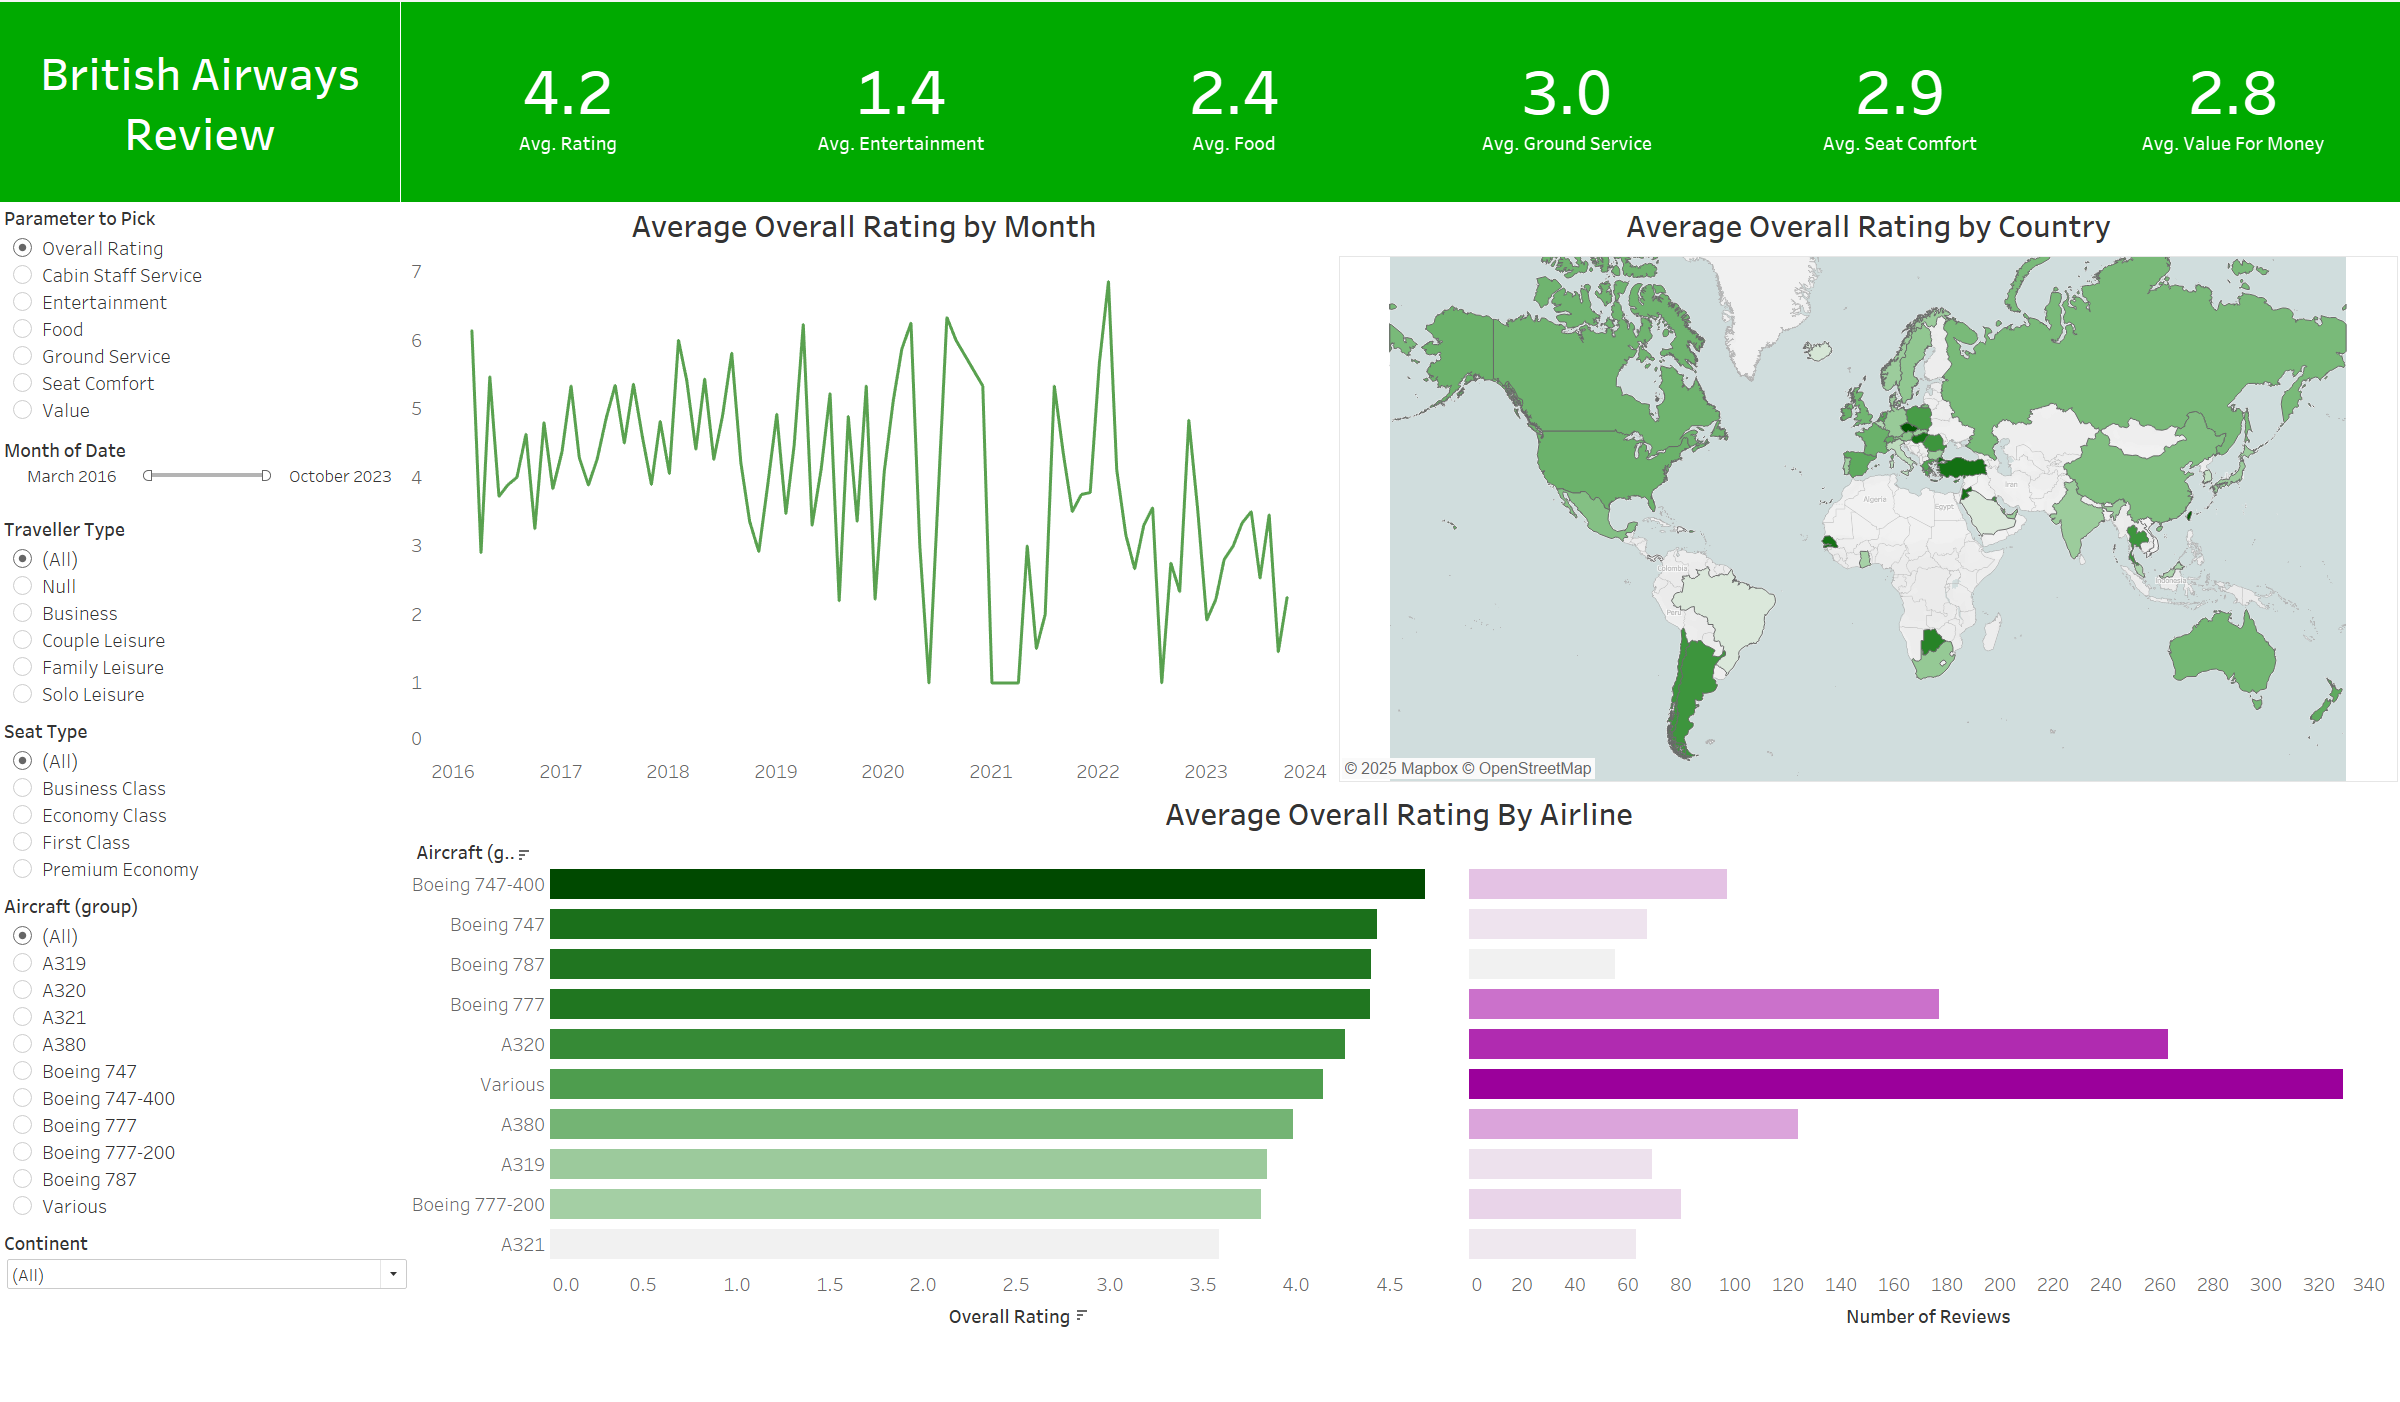 British Airways
Review
4.2
Avg. Rating
1.4
Avg. Entertainment
2.4
Avg. Food
3.0
Avg. Ground Service
2.9
Avg. Seat Comfort
2.8
Avg. Value For Money
Parameter to Pick
Overall Rating
Cabin Staff Service
Entertainment
Food
Ground Service
Seat Comfort
Value
Month of Date
March 2016
October 2023
Traveller Type
(All)
Null
Business
Couple Leisure
Family Leisure
Solo Leisure
Seat Type
(All)
Business Class
Economy Class
First Class
Premium Economy
Aircraft (group)
(All)
A319
A320
A321
A380
Boeing 747
Boeing 747-400
Boeing 777
Boeing 777-200
Boeing 787
Various
Continent
(All)
Average Overall Rating by Month
7
6
5
4
3
2
1
0
2016 2017 2018 2019 2020 2021 2022 2023 2024
Average Overall Rating by Country
Algeria
Egypt
Iran
Colombia
Peru
Indonesia
© 2025 Mapbox © OpenStreetMap
Average Overall Rating By Airline
Aircraft (g..
Boeing 747-400
Boeing 747
Boeing 787
Boeing 777
A320
Various
A380
A319
Boeing 777-200
A321
0.0 0.5 1.0 1.5 2.0 2.5 3.0 3.5 4.0 4.5
Overall Rating
0 20 40 60 80 100 120 140 160 180 200 220 240 260 280 300 320 340
Number of Reviews